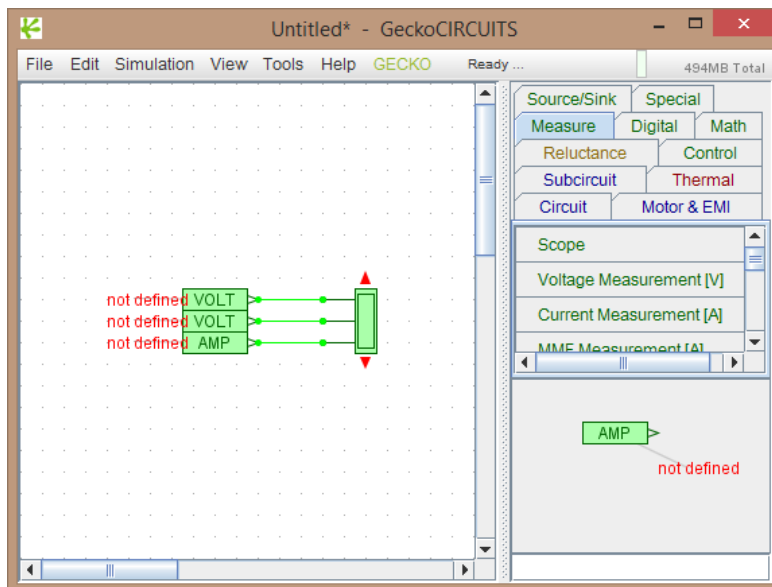 Untitled* - GeckoCIRCUITS
File Edit Simulation View Tools Help GECKO Ready ... 494MB Total
Source/Sink Special
Measure Digital Math
Reluctance Control
Subcircuit Thermal
Circuit Motor & EMI
Scope
Voltage Measurement [V]
Current Measurement [A]
MMF Measurement [A]
not defined VOLT
not defined VOLT
not defined AMP
AMP
not defined